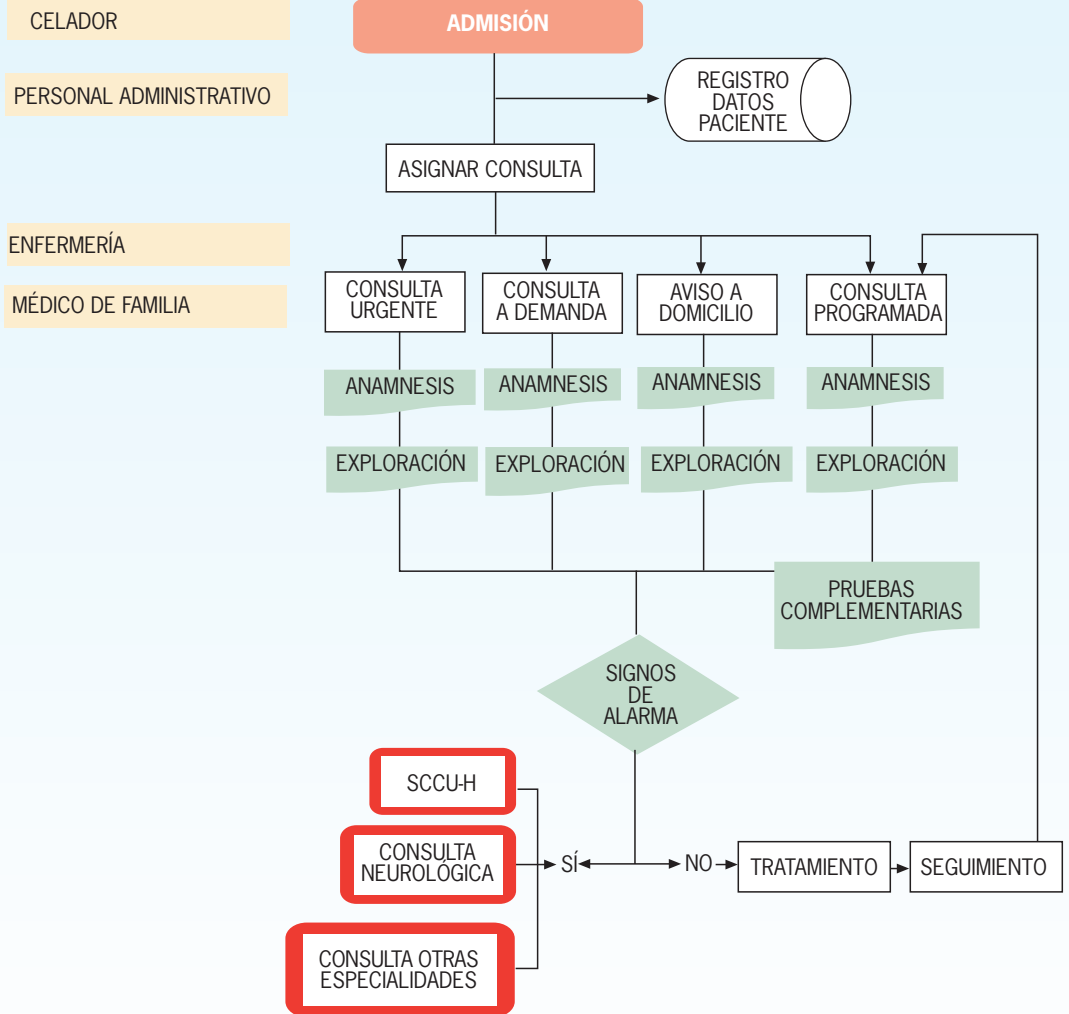 CELADOR
ADMISIÓN
PERSONAL ADMINISTRATIVO
REGISTRO
DATOS
PACIENTE
ASIGNAR CONSULTA
ENFERMERÍA
MÉDICO DE FAMILIA
CONSULTA
URGENTE
CONSULTA
A DEMANDA
AVISO A
DOMICILIO
CONSULTA
PROGRAMADA
ANAMNESIS
ANAMNESIS
ANAMNESIS
ANAMNESIS
EXPLORACIÓN
EXPLORACIÓN
EXPLORACIÓN
EXPLORACIÓN
PRUEBAS
COMPLEMENTARIAS
SIGNOS
DE
ALARMA
SCCU-H
CONSULTA
NEUROLÓGICA
SÍ
NO
TRATAMIENTO
SEGUIMIENTO
CONSULTA OTRAS
ESPECIALIDADES